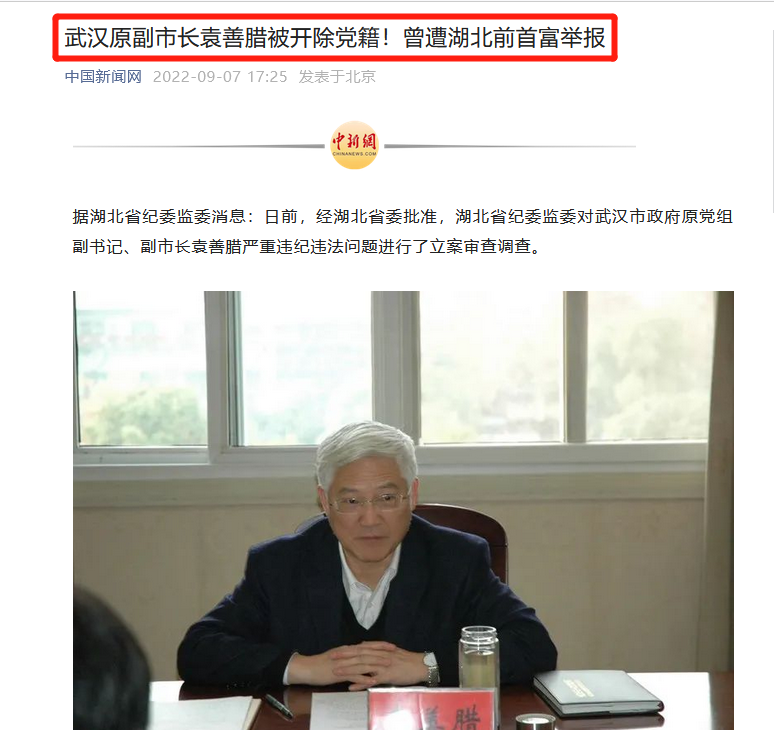 武汉原副市长袁善腊被开除党籍！曾遭湖北前首富举报
中国新闻网 2022-09-07 17:25 发表于北京
中新網
CHINANEWS.COM
据湖北省纪委监委消息：日前，经湖北省委批准，湖北省纪委监委对武汉市政府原党组
副书记、副市长袁善腊严重违纪违法问题进行了立案审查调查。
善腊